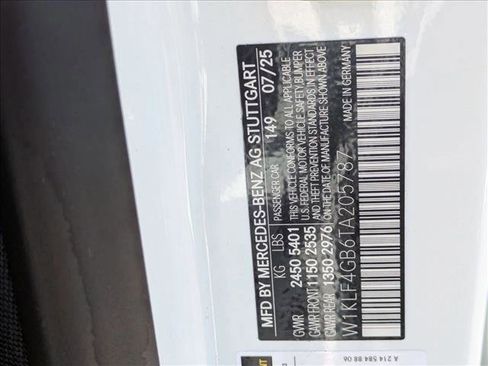 MFD BY MERCEDES-BENZ AG-STUTTGART
KG LBS PASSENGER CAR 149 07/25
GVWR 2450 5401
GAWR FRONT 1150 2535
GAWR REAR 1350 2976
THIS VEHICLE CONFORMS TO ALL APPLICABLE
U.S. FEDERAL MOTOR VEHICLE SAFETY, BUMPER
AND THEFT PREVENTION STANDARDS IN EFFECT
ON THE DATE OF MANUFACTURE SHOWN ABOVE
W1KLF4GB6TA205787
MADE IN GERMANY
A 214 584 88 06